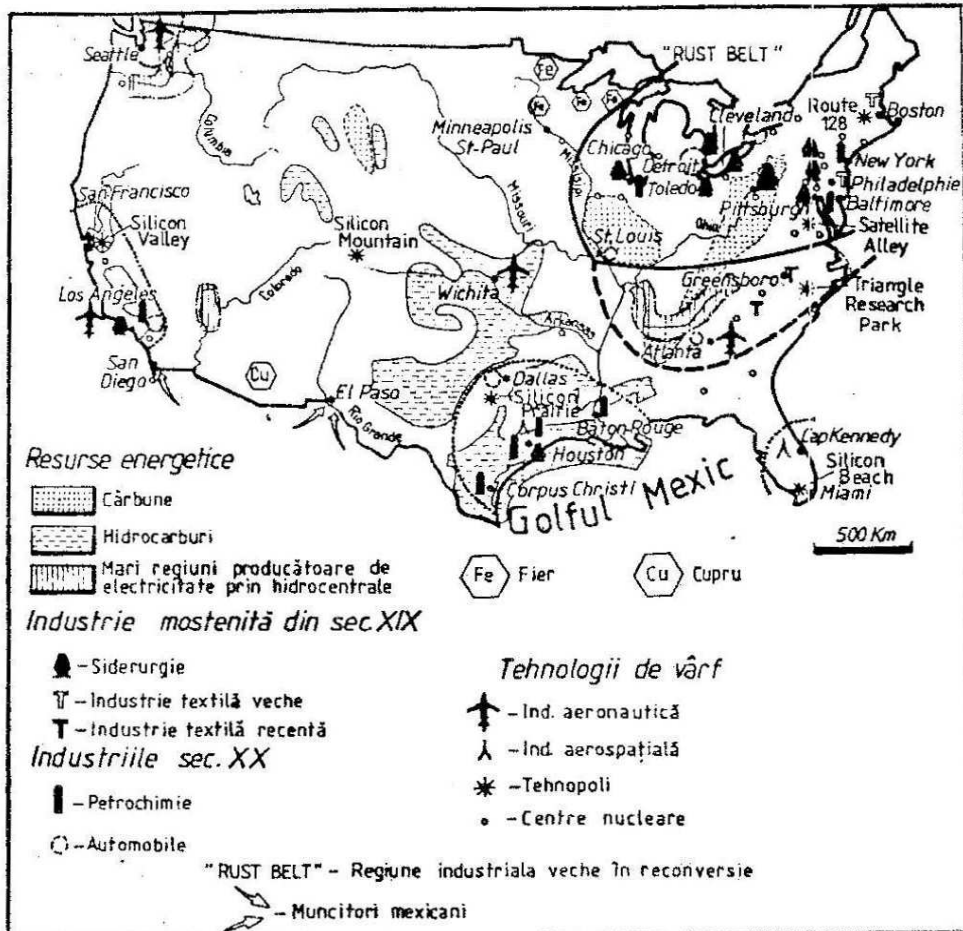 "RUST BELT"
Seattle
Columbia
Minneapolis
St-Paul
Fe
Fe
Fe
Fe
Cleveland
Route
128
Boston
Chicago
Detroit
Toledo
New York
Philadelphie
Baltimore
Pittsburgh
Satellite
Alley
San Francisco
Silicon
Valley
Silicon
Mountain
Missouri
St.Louis
Ohio
Greensboro
Triangle
Research
Park
Los Angeles
Colorado
Wichita
Arkansas
Atlanta
San
Diego
Cu
El Paso
Rio Grande
Dallas
Silicon
Prairie
Baton Rouge
Houston
Corpus Christi
Golful Mexic
Cap Kennedy
Silicon
Beach
Miami
500 Km
Resurse energetice
Cărbune
Hidrocarburi
Mari regiuni producătoare de
electricitate prin hidrocentrale
Fe Fier
Cu Cupru
Industrie mostenită din sec. XIX
-Siderurgie
-Industrie textilă veche
-Industrie textilă recentă
Industriile sec. XX
-Petrochimie
-Automobile
Tehnologii de vârf
-Ind. aeronautică
-Ind. aerospațială
-Tehnopoli
-Centre nucleare
"RUST BELT" - Regiune industriala veche în reconversie
-Muncitori mexicani